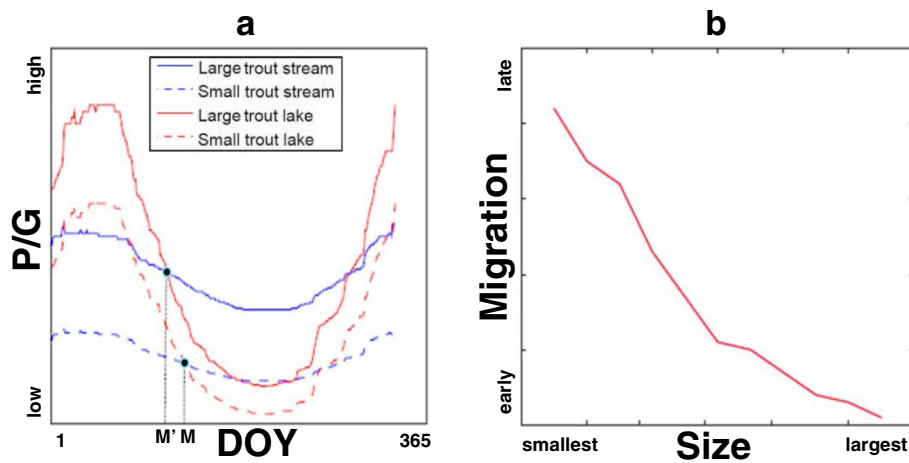 a
high
P/G
low
Large trout stream
Small trout stream
Large trout lake
Small trout lake
1
M'
M
DOY
365
b
late
Migration
early
smallest
Size
largest